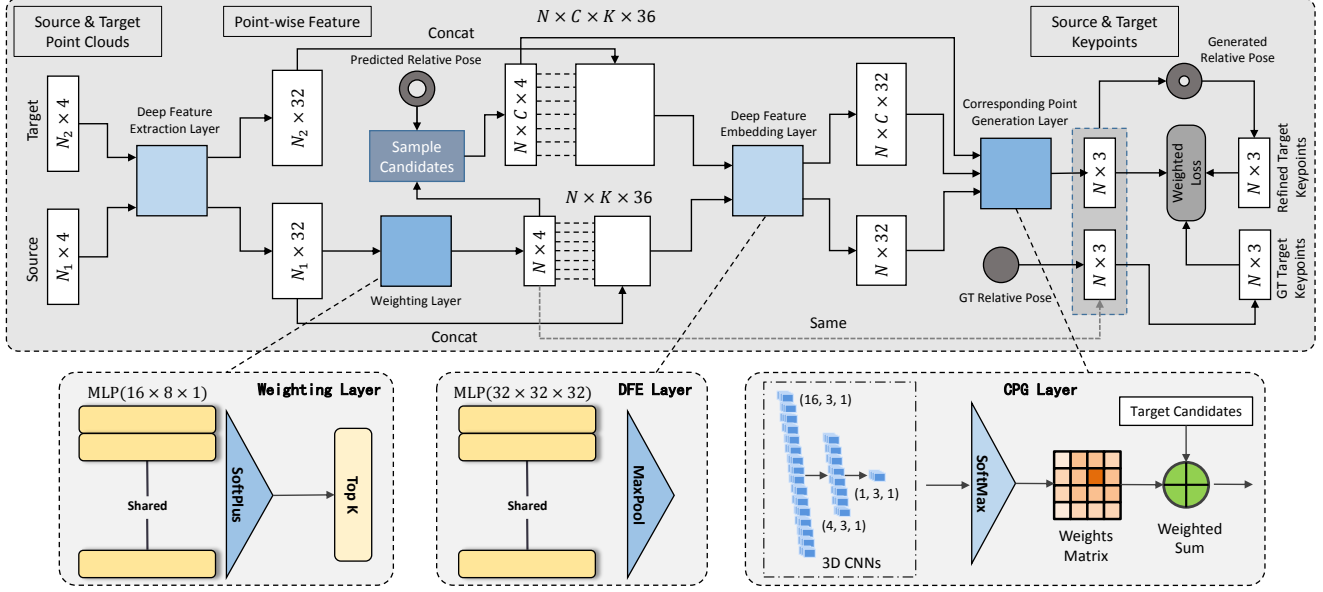 Source & Target
Point Clouds
Point-wise Feature
N × C × K × 36
Source & Target
Keypoints
Concat
Predicted Relative Pose
Generated
Relative Pose
Target
N₂ × 4
Deep Feature
Extraction Layer
N₂ × 32
Sample
Candidates
N × C × 4
Deep Feature
Embedding Layer
N × C × 32
Corresponding Point
Generation Layer
N × 3
Weighted
Loss
N × 3
Refined Target
Keypoints
Source
N₁ × 4
N₁ × 32
Weighting Layer
N × K × 36
N × 4
N × 32
GT Relative Pose
N × 3
N × 3
GT Target
Keypoints
Concat
Same
MLP(16 × 8 × 1)
Weighting Layer
Shared
SoftPlus
Top K
MLP(32 × 32 × 32)
DFE Layer
Shared
MaxPool
CPG Layer
(16, 3, 1)
(1, 3, 1)
(4, 3, 1)
3D CNNs
SoftMax
Target Candidates
Weights
Matrix
Weighted
Sum